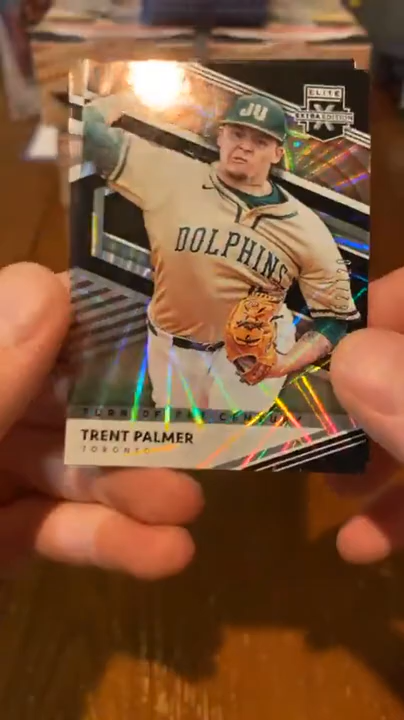 JU
ELITE
X
EXTRA EDITION
DOLPHINS
TURN OF THE CENTURY
TRENT PALMER
TORONTO